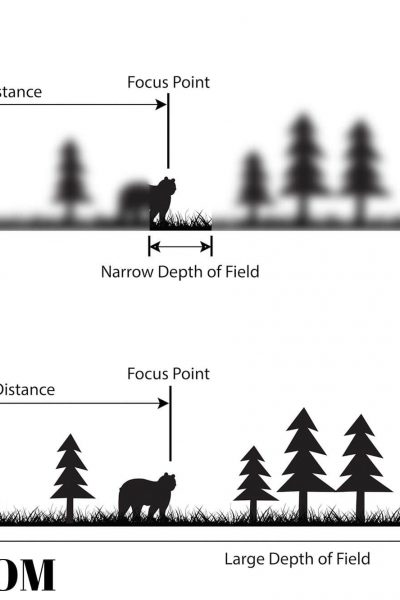 Focus Point
stance
Narrow Depth of Field
Focus Point
Distance
Large Depth of Field
OM